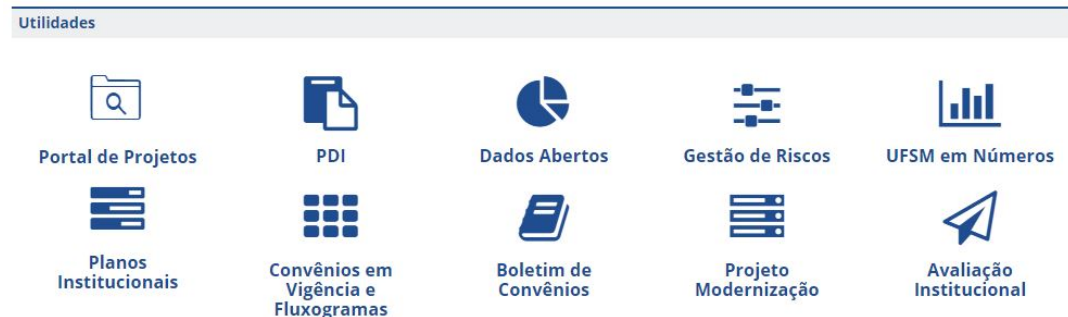 Utilidades
Portal de Projetos
PDI
Dados Abertos
Gestão de Riscos
UFSM em Números
Planos
Institucionais
Convênios em
Vigência e
Fluxogramas
Boletim de
Convênios
Projeto
Modernização
Avaliação
Institucional